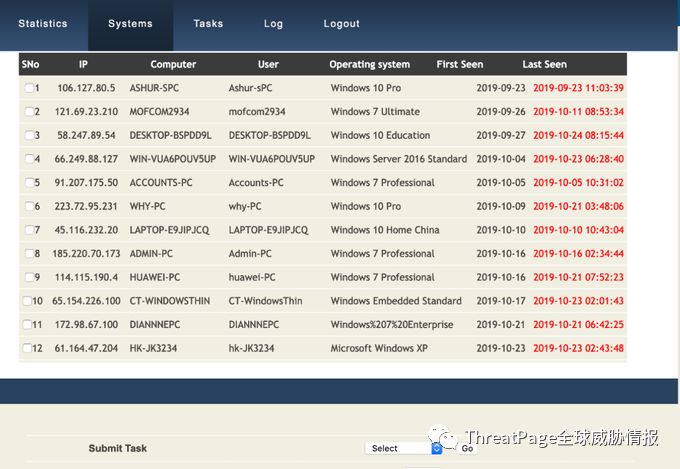 Statistics Systems Tasks Log Logout
SNo IP Computer User Operating system First Seen Last Seen
1 106.127.80.5 ASHUR-SPC Ashur-sPC Windows 10 Pro 2019-09-23 2019-09-23 11:03:39
2 121.69.23.210 MOFCOM2934 mofcom2934 Windows 7 Ultimate 2019-09-26 2019-10-11 08:53:34
3 58.247.89.54 DESKTOP-BSPDD9L DESKTOP-BSPDD9L Windows 10 Education 2019-09-27 2019-10-24 08:15:44
4 66.249.88.127 WIN-VUA6POUV5UP WIN-VUA6POUV5UP Windows Server 2016 Standard 2019-10-04 2019-10-23 06:28:40
5 91.207.175.50 ACCOUNTS-PC Accounts-PC Windows 7 Professional 2019-10-05 2019-10-05 10:31:02
6 223.72.95.231 WHY-PC why-PC Windows 10 Pro 2019-10-09 2019-10-21 03:48:06
7 45.116.232.20 LAPTOP-E9JIPJCQ LAPTOP-E9JIPJCQ Windows 10 Home China 2019-10-10 2019-10-10 10:43:04
8 185.220.70.173 ADMIN-PC Admin-PC Windows 7 Professional 2019-10-16 2019-10-16 02:34:44
9 114.115.190.4 HUAWEI-PC huawei-PC Windows 7 Professional 2019-10-16 2019-10-21 07:52:23
10 65.154.226.100 CT-WINDOWSTHIN CT-WindowsThin Windows Embedded Standard 2019-10-17 2019-10-23 02:01:43
11 172.98.67.100 DIANNNEPC DIANNNEPC Windows%207%20Enterprise 2019-10-21 2019-10-21 06:42:25
12 61.164.47.204 HK-JK3234 hk-JK3234 Microsoft Windows XP 2019-10-23 2019-10-23 02:43:48
Submit Task Select Go
ThreatPage全球威胁情报